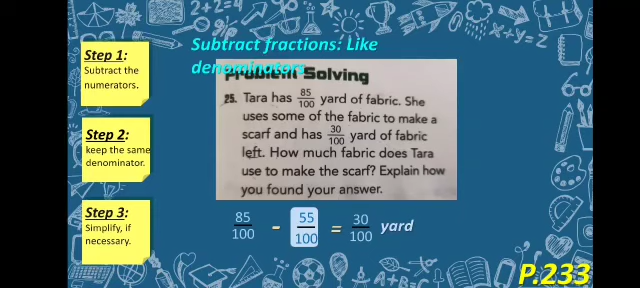 Subtract fractions: Like
denominators
Problem Solving
Step 1:
Subtract the
numerators.
Step 2:
keep the same
denominator.
Step 3:
Simplify, if
necessary.
25. Tara has 85/100 yard of fabric. She
uses some of the fabric to make a
scarf and has 30/100 yard of fabric
left. How much fabric does Tara
use to make the scarf? Explain how
you found your answer.
85/100 - 55/100 = 30/100 yard
P.233